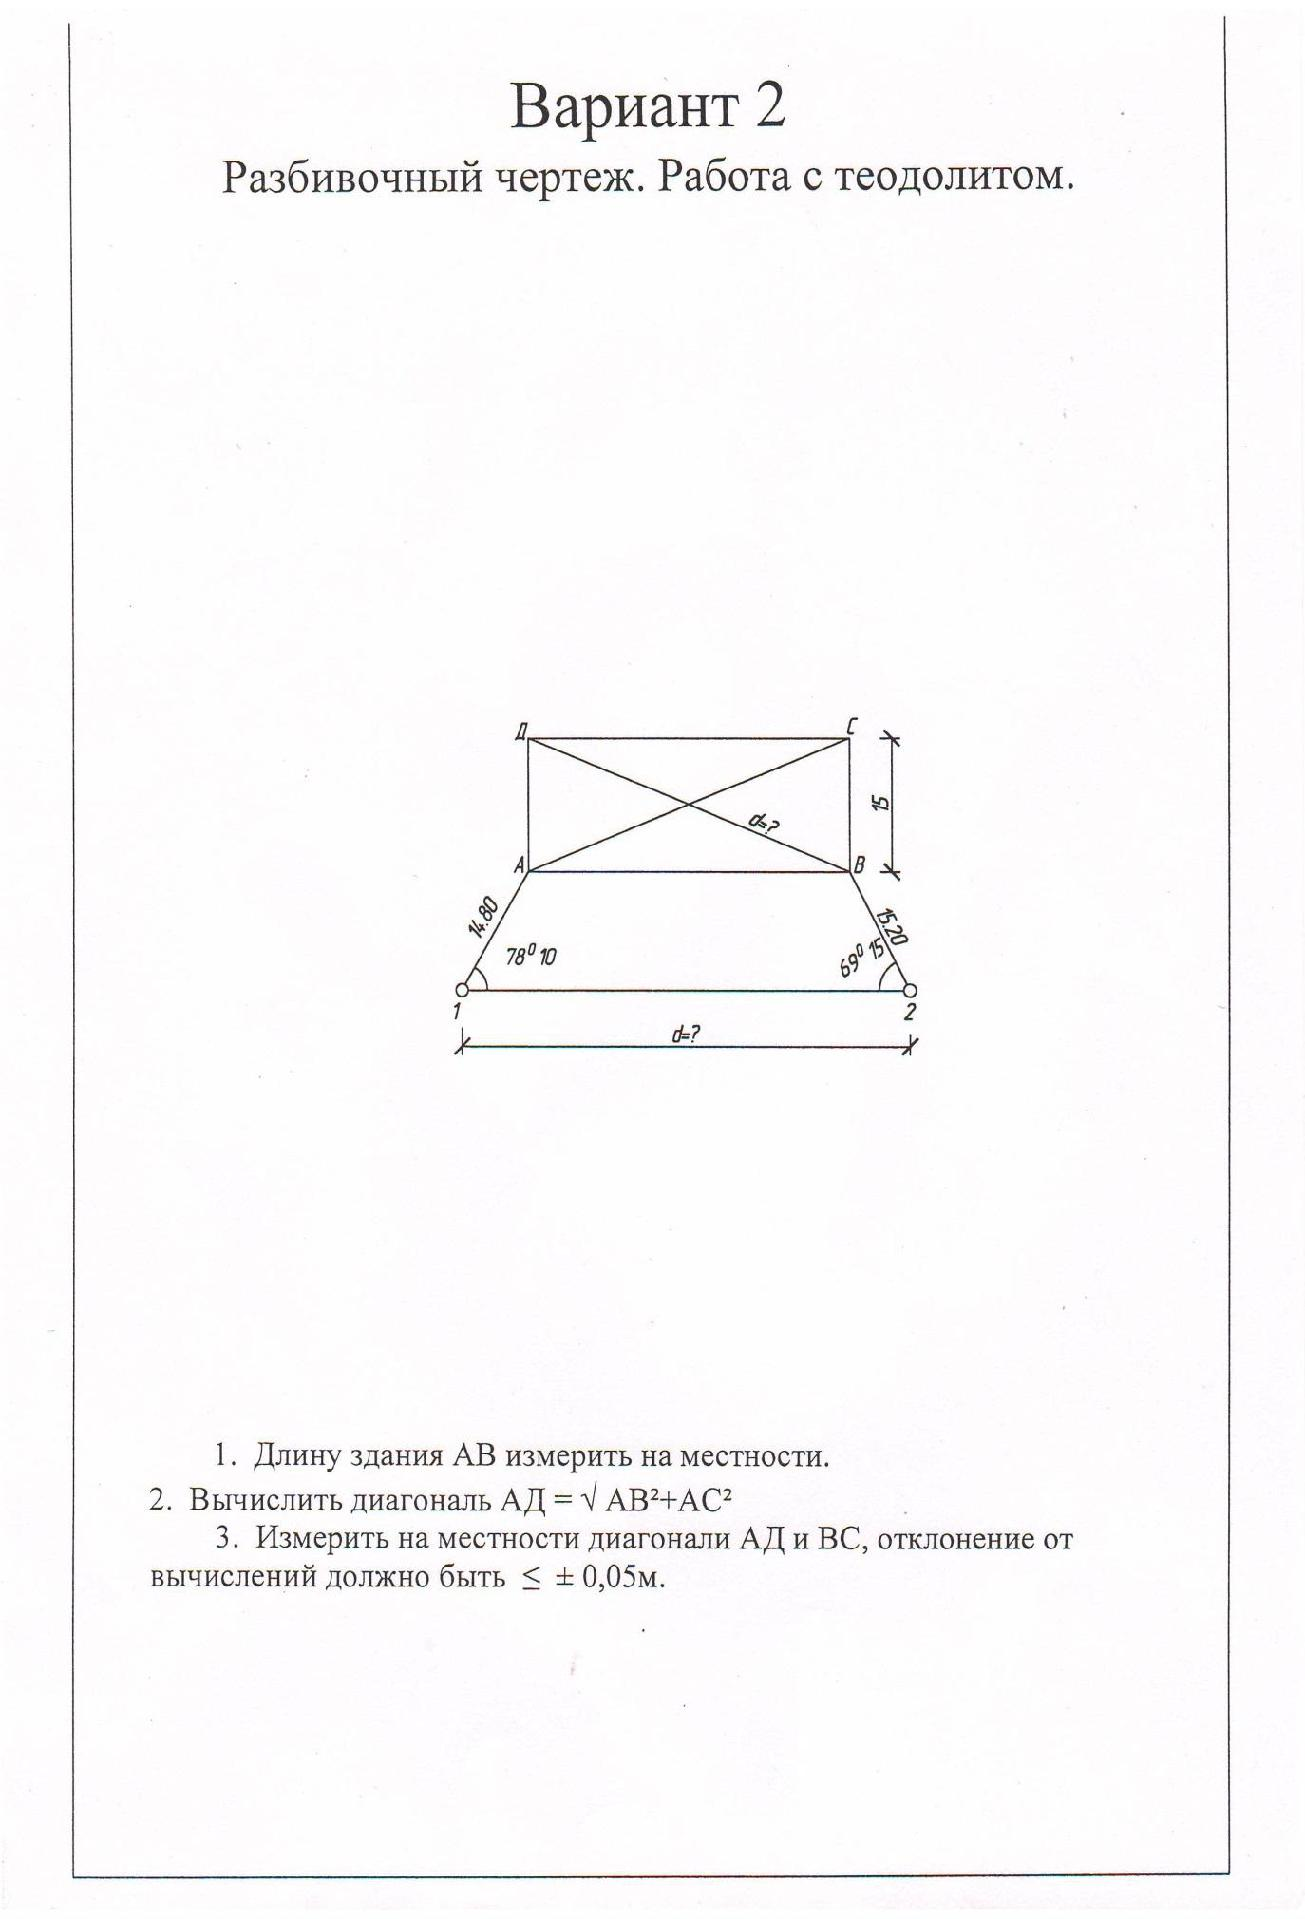 Вариант 2
Разбивочный чертеж. Работа с теодолитом.
Д
С
15
d=?
А
В
14.80
15.20
78⁰10
69⁰15
1
2
d=?
1. Длину здания АВ измерить на местности.
2. Вычислить диагональ АД = √ АВ²+АС²
3. Измерить на местности диагонали АД и ВС, отклонение от
вычислений должно быть ≤ ± 0,05м.